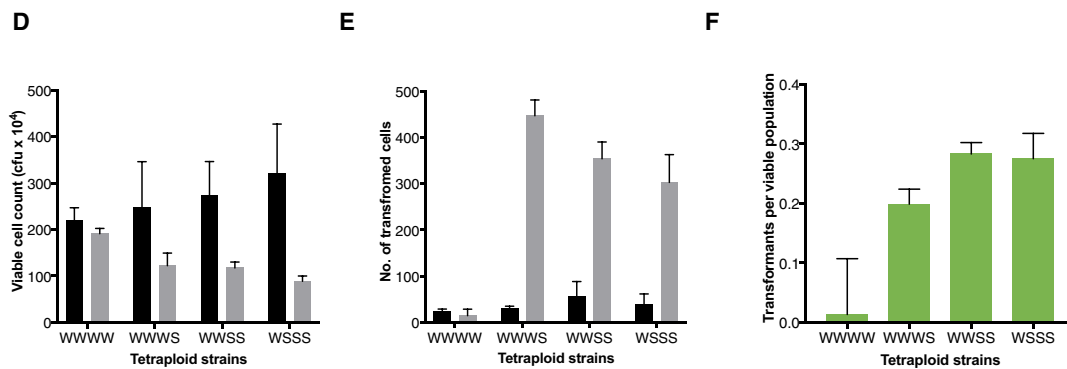 D
E
F
Viable cell count (cfu x 10⁴)
500
400
300
200
100
0
WWWW WWWS WWSS WSSS
Tetraploid strains
No. of transfromed cells
500
400
300
200
100
0
WWWW WWWS WWSS WSSS
Tetraploid strains
Transformants per viable population
0.4
0.3
0.2
0.1
0.0
WWWW WWWS WWSS WSSS
Tetraploid strains